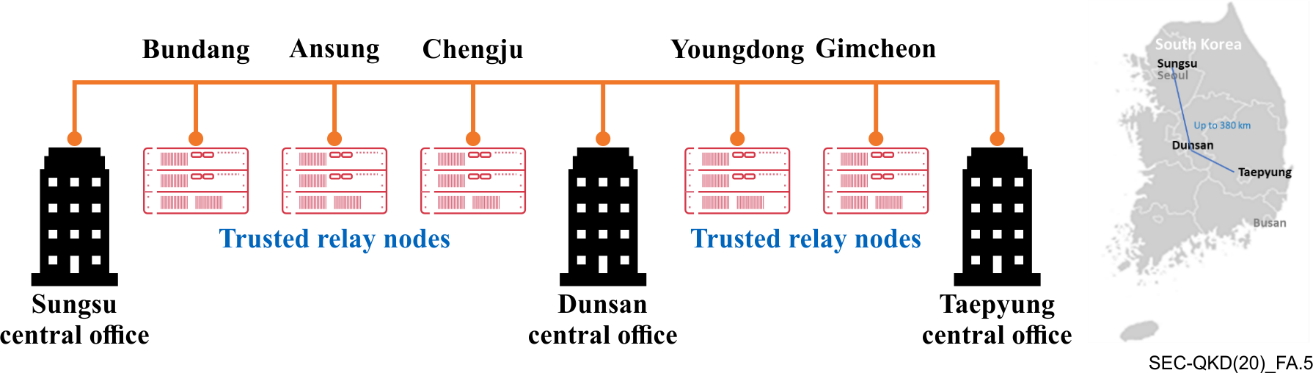 Bundang
Ansung
Chengju
Youngdong
Gimcheon
Trusted relay nodes
Trusted relay nodes
Sungsu
central office
Dunsan
central office
Taepyung
central office
South Korea
Sungsu
Seoul
Up to 380 km
Dunsan
Taepyung
Busan
SEC-QKD(20)_FA.5